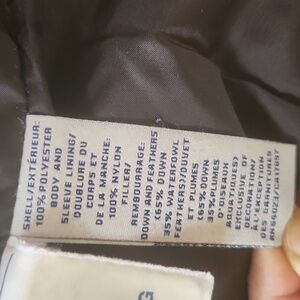 SHELL/EXTÉRIEUR:
100% POLYESTER
BODY AND
SLEEVE LINING/
DOUBLURE DU
CORPS ET
DE LA MANCHE:
100% NYLON
FILLER/
REMBOURRAGE:
DOWN AND FEATHERS
(65% DOWN
35% WATERFOWL
FEATHERS)/DUVET
ET PLUMES
(65% DOWN
35% PLUMES
D'OISEAUX
AQUATIQUES)
EXCLUSIVE OF
DECORATION/
À L'EXCEPTION
DES GARNITURES
G